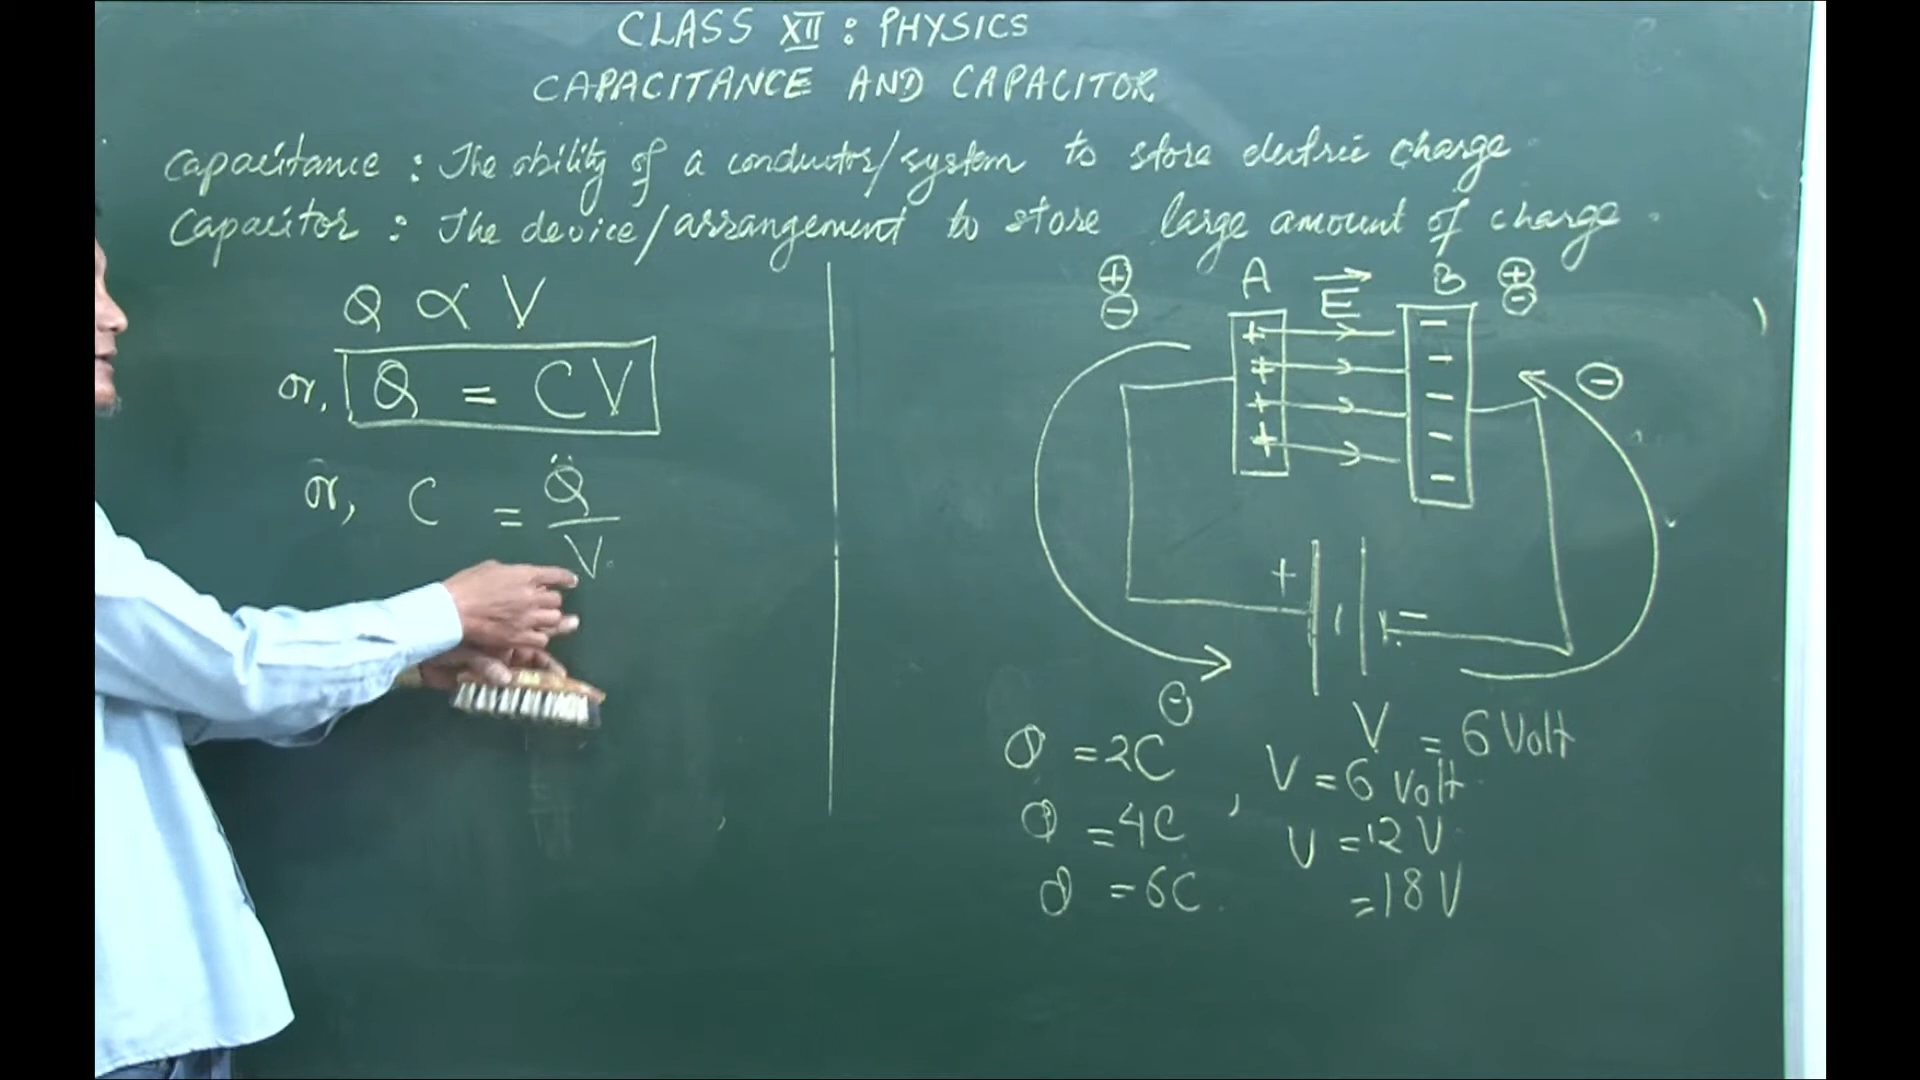 CLASS XII : PHYSICS
CAPACITANCE AND CAPACITOR
Capacitance : The ability of a conductor/system to store electric charge.
Capacitor : The device/arrangement to store large amount of charge.
Q ∝ V
or, Q = CV
or, C = Q/V
+ A E→ B +
- -
+ -
+ -
+ -
+ -
-
-
+ -
-
V = 6 Volt
Q = 2C , V = 6 Volt
Q = 4C V = 12 V
Q = 6C. = 18 V